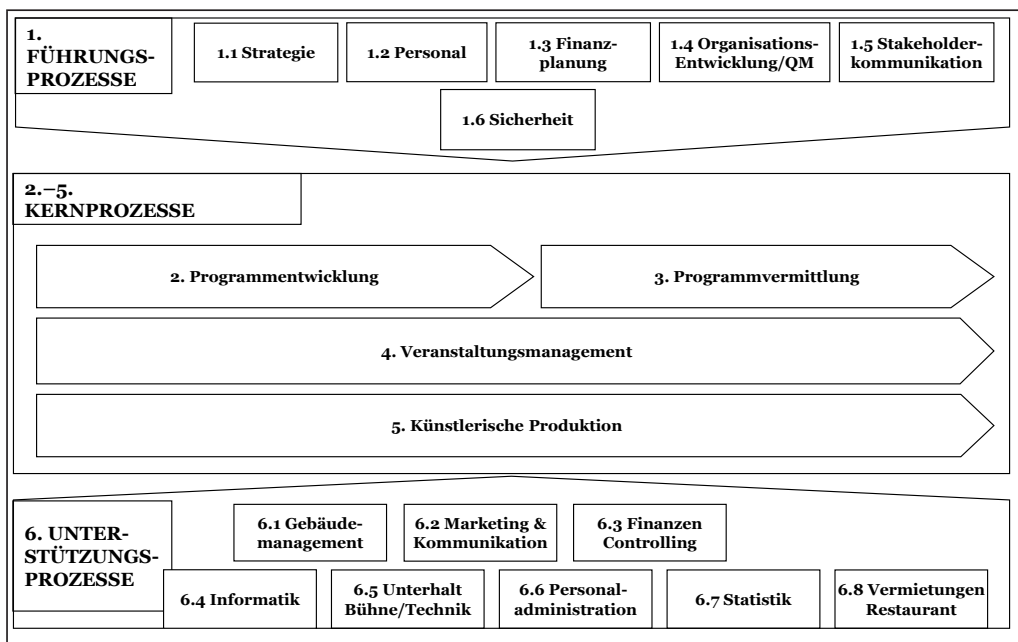 1.
FÜHRUNGS-
PROZESSE
1.1 Strategie
1.2 Personal
1.3 Finanz-
planung
1.4 Organisations-
Entwicklung/QM
1.5 Stakeholder-
kommunikation
1.6 Sicherheit
2.–5.
KERNPROZESSE
2. Programmentwicklung
3. Programmvermittlung
4. Veranstaltungsmanagement
5. Künstlerische Produktion
6. UNTER-
STÜTZUNGS-
PROZESSE
6.1 Gebäude-
management
6.2 Marketing &
Kommunikation
6.3 Finanzen
Controlling
6.4 Informatik
6.5 Unterhalt
Bühne/Technik
6.6 Personal-
administration
6.7 Statistik
6.8 Vermietungen
Restaurant